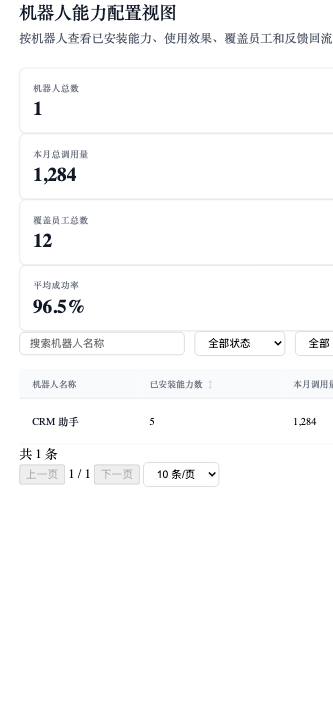 机器人能力配置视图
按机器人查看已安装能力、使用效果、覆盖员工和反馈回流
机器人总数
1
本月总调用量
1,284
覆盖员工总数
12
平均成功率
96.5%
搜索机器人名称 全部状态 全部
机器人名称 已安装能力数 ↕ 本月调用量
CRM 助手 5 1,284
共 1 条
上一页 1 / 1 下一页 10 条/页